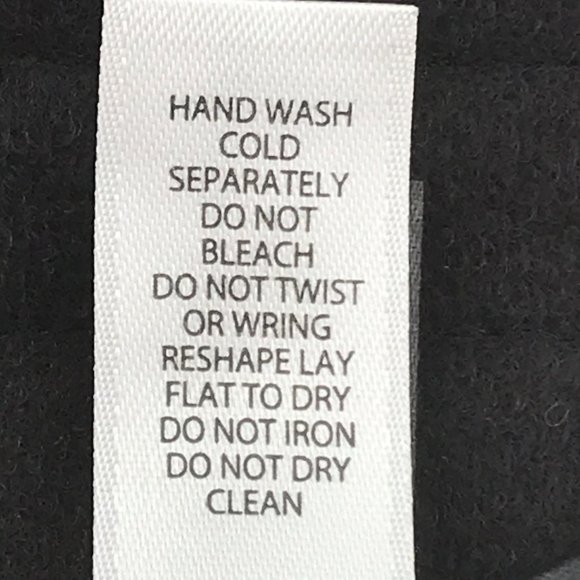 HAND WASH
COLD
SEPARATELY
DO NOT
BLEACH
DO NOT TWIST
OR WRING
RESHAPE LAY
FLAT TO DRY
DO NOT IRON
DO NOT DRY
CLEAN